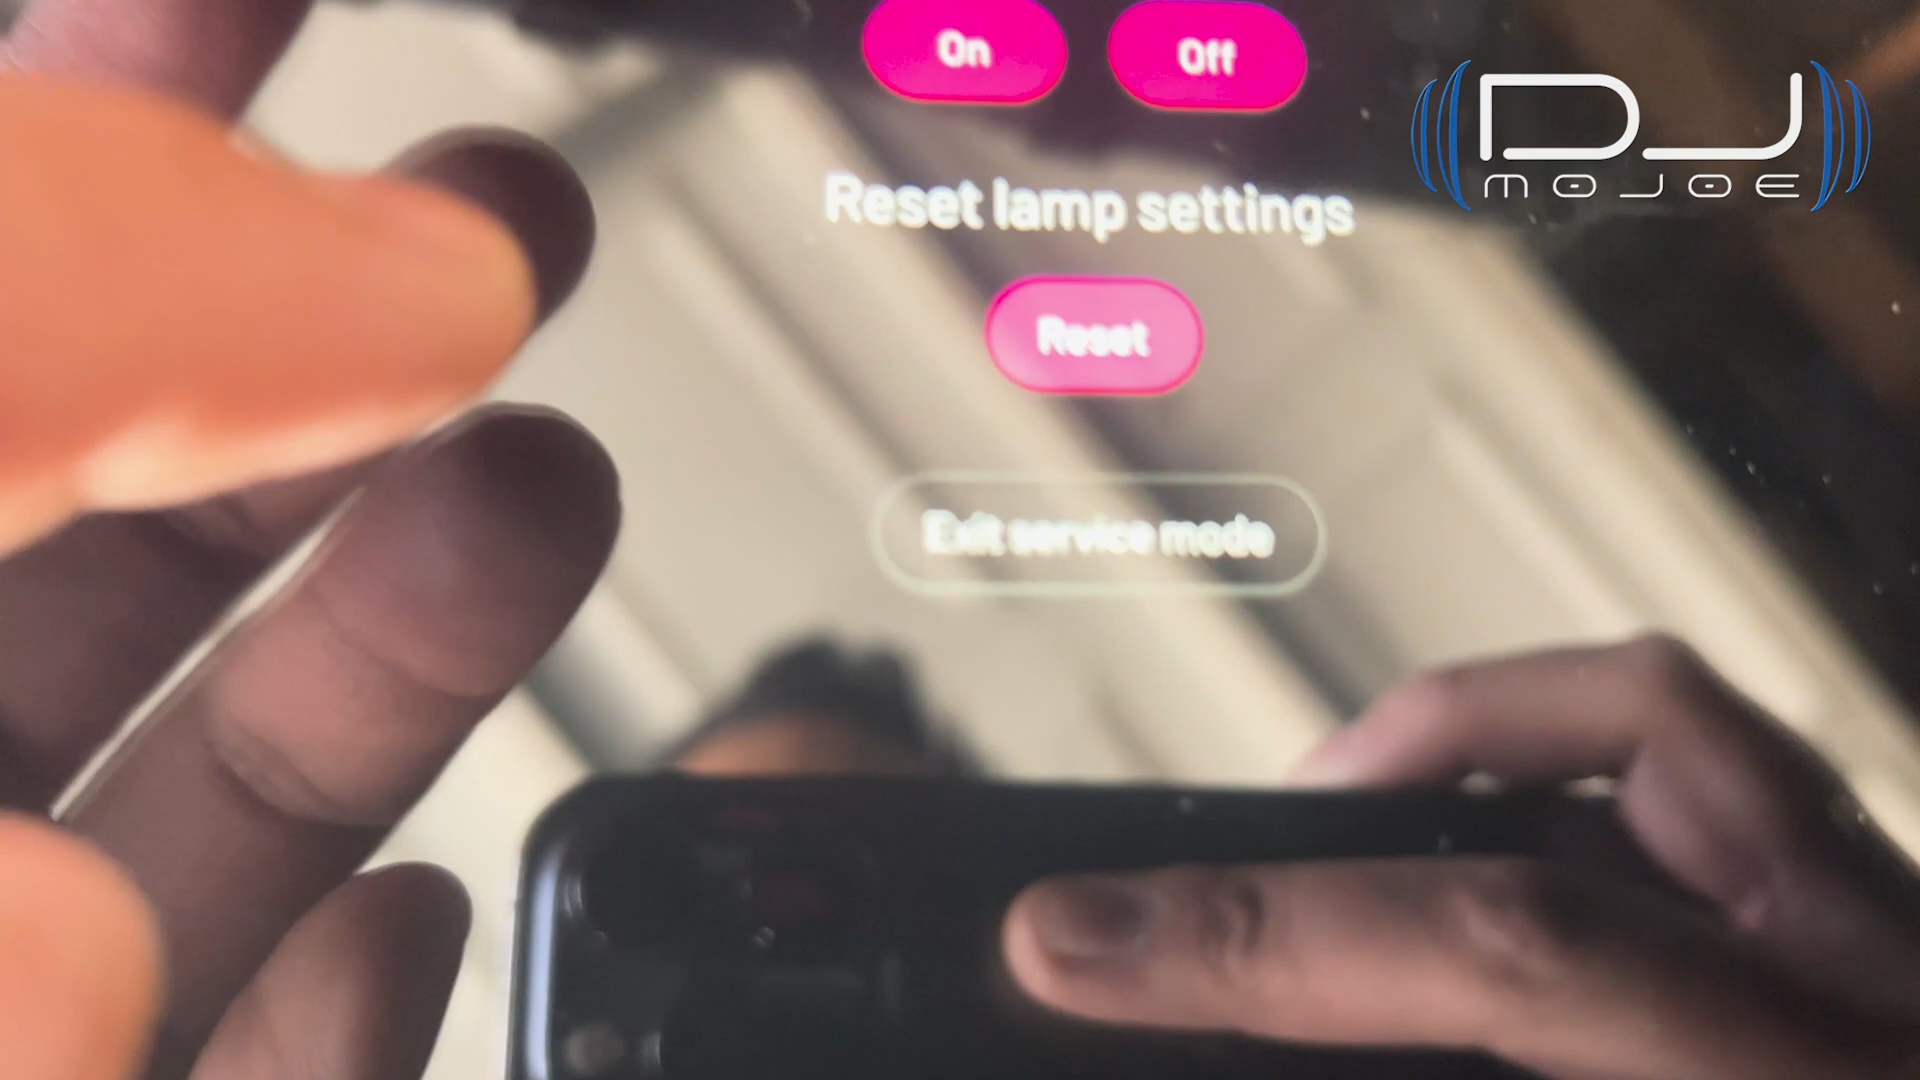 On Off
DJ
MOJOE
Reset lamp settings
Reset
Exit service mode